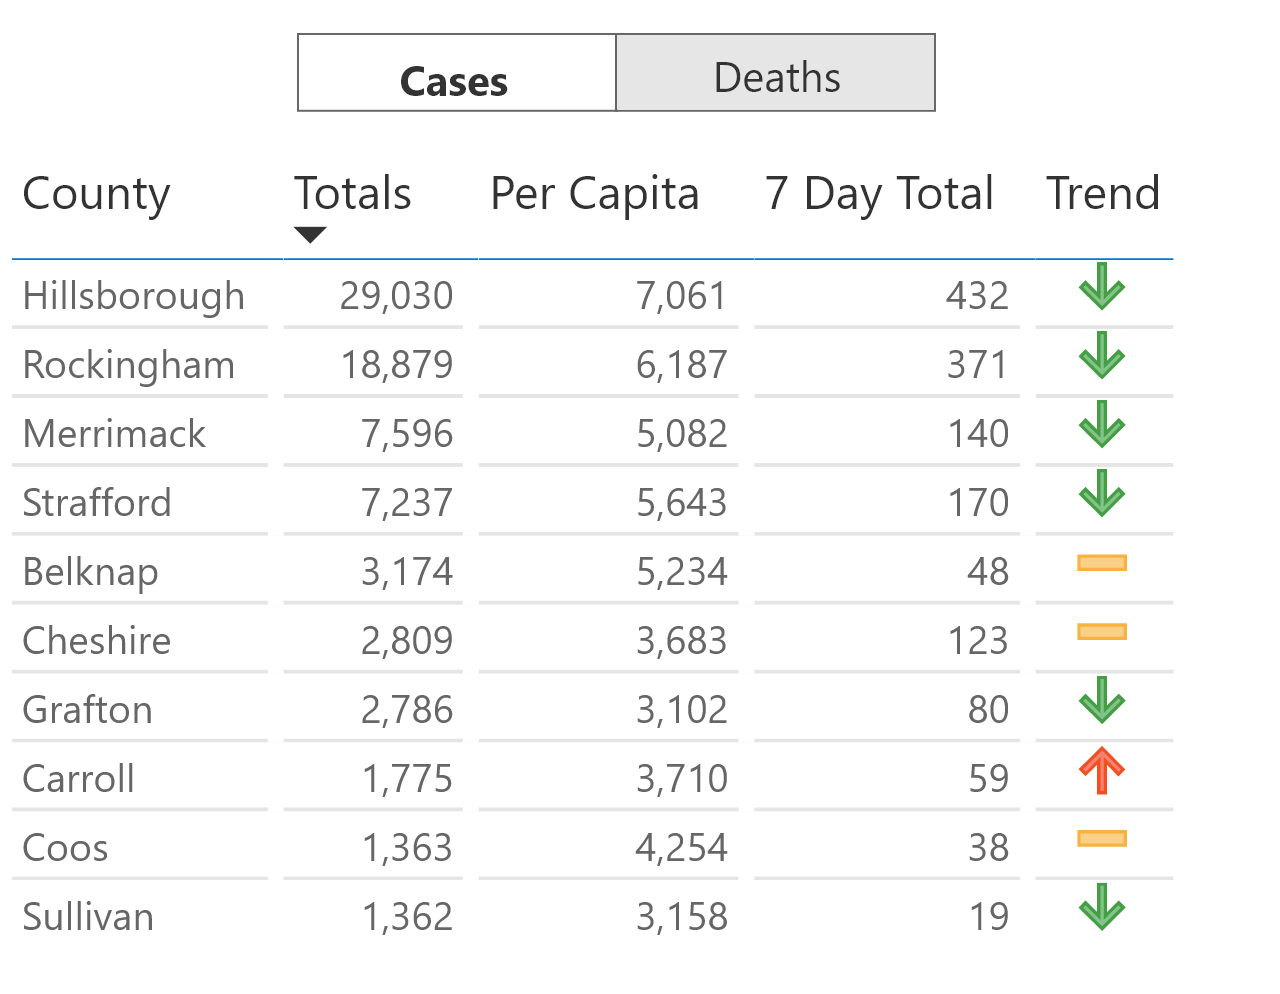 Cases Deaths
County Totals Per Capita 7 Day Total Trend
Hillsborough 29,030 7,061 432
Rockingham 18,879 6,187 371
Merrimack 7,596 5,082 140
Strafford 7,237 5,643 170
Belknap 3,174 5,234 48
Cheshire 2,809 3,683 123
Grafton 2,786 3,102 80
Carroll 1,775 3,710 59
Coos 1,363 4,254 38
Sullivan 1,362 3,158 19